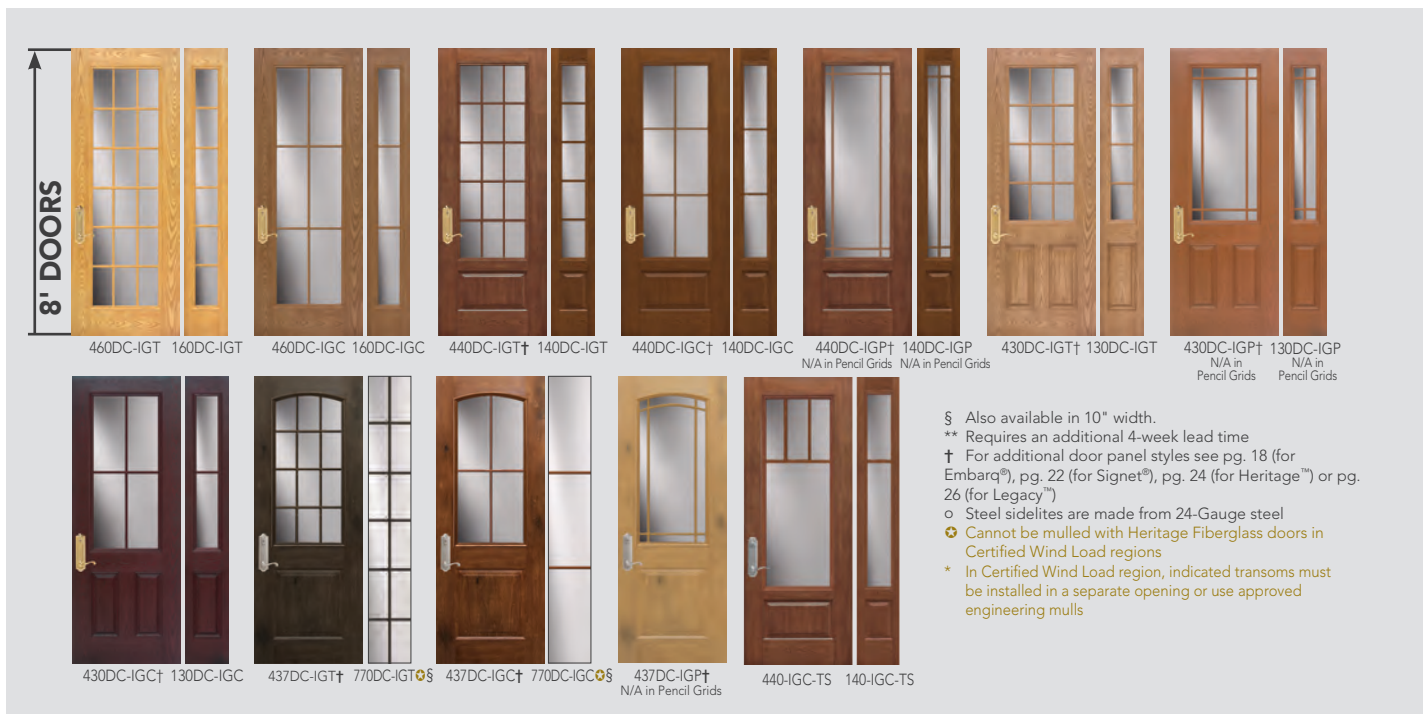 8' DOORS
460DC-IGT 160DC-IGT
460DC-IGC 160DC-IGC
440DC-IGT† 140DC-IGT
440DC-IGC† 140DC-IGC
440DC-IGP† 140DC-IGP
N/A in Pencil Grids N/A in Pencil Grids
430DC-IGT† 130DC-IGT
430DC-IGP† 130DC-IGP
N/A in N/A in
Pencil Grids Pencil Grids
430DC-IGC† 130DC-IGC
437DC-IGT† 770DC-IGT✪§
437DC-IGC† 770DC-IGC✪§
437DC-IGP†
N/A in Pencil Grids
440-IGC-TS 140-IGC-TS
§ Also available in 10" width.
** Requires an additional 4-week lead time
† For additional door panel styles see pg. 18 (for
Embarq®), pg. 22 (for Signet®), pg. 24 (for Heritage™) or pg.
26 (for Legacy™)
o Steel sidelites are made from 24-Gauge steel
✪ Cannot be mulled with Heritage Fiberglass doors in
Certified Wind Load regions
* In Certified Wind Load region, indicated transoms must
be installed in a separate opening or use approved
engineering mulls